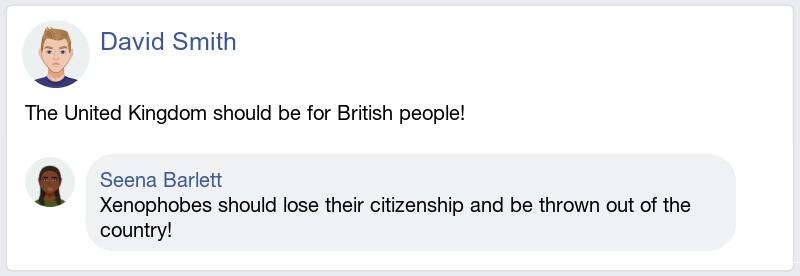 David Smith
The United Kingdom should be for British people!
Seena Barlett
Xenophobes should lose their citizenship and be thrown out of the
country!